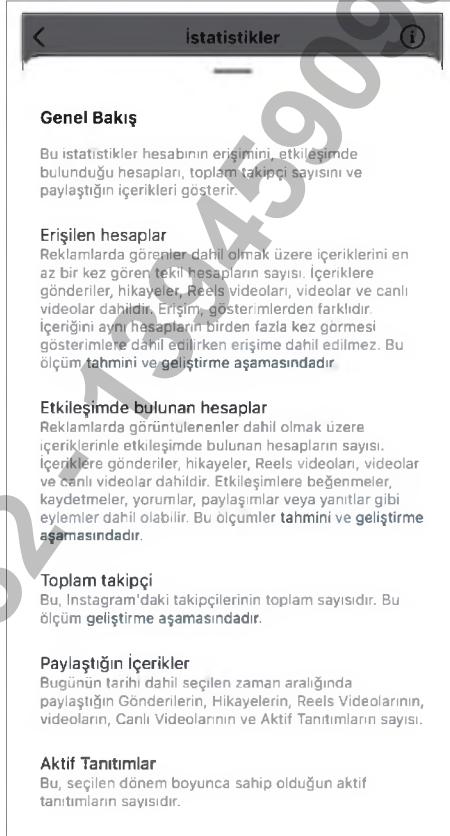 İstatistikler
Genel Bakış
Bu istatistikler hesabının erişimini, etkileşimde
bulunduğu hesapları, toplam takipçi sayısını ve
paylaştığın içerikleri gösterir.
Erişilen hesaplar
Reklamlarda görenler dahil olmak üzere içeriklerini en
az bir kez gören tekil hesapların sayısı. İçeriklere
gönderiler, hikayeler, Reels videoları, videolar ve canlı
videolar dahildir. Erişim, gösterimlerden farklıdır.
İçeriğini aynı hesapların birden fazla kez görmesi
gösterimlere dahil edilirken erişime dahil edilmez. Bu
ölçüm tahmini ve geliştirme aşamasındadır.
Etkileşimde bulunan hesaplar
Reklamlarda görüntülenenler dahil olmak üzere
içeriklerinle etkileşimde bulunan hesapların sayısı.
İçeriklere gönderiler, hikayeler, Reels videoları, videolar
ve canlı videolar dahildir. Etkileşimlere beğenmeler,
kaydetmeler, yorumlar, paylaşımlar veya yanıtlar gibi
eylemler dahil olabilir. Bu ölçümler tahmini ve geliştirme
aşamasındadır.
Toplam takipçi
Bu, Instagram'daki takipçilerinin toplam sayısıdır. Bu
ölçüm geliştirme aşamasındadır.
Paylaştığın İçerikler
Bugünün tarihi dahil seçilen zaman aralığında
paylaştığın Gönderilerin, Hikayelerin, Reels Videolarının,
videoların, Canlı Videolarının ve Aktif Tanıtımların sayısı.
Aktif Tanıtımlar
Bu, seçilen dönem boyunca sahip olduğun aktif
tanıtımların sayısıdır.